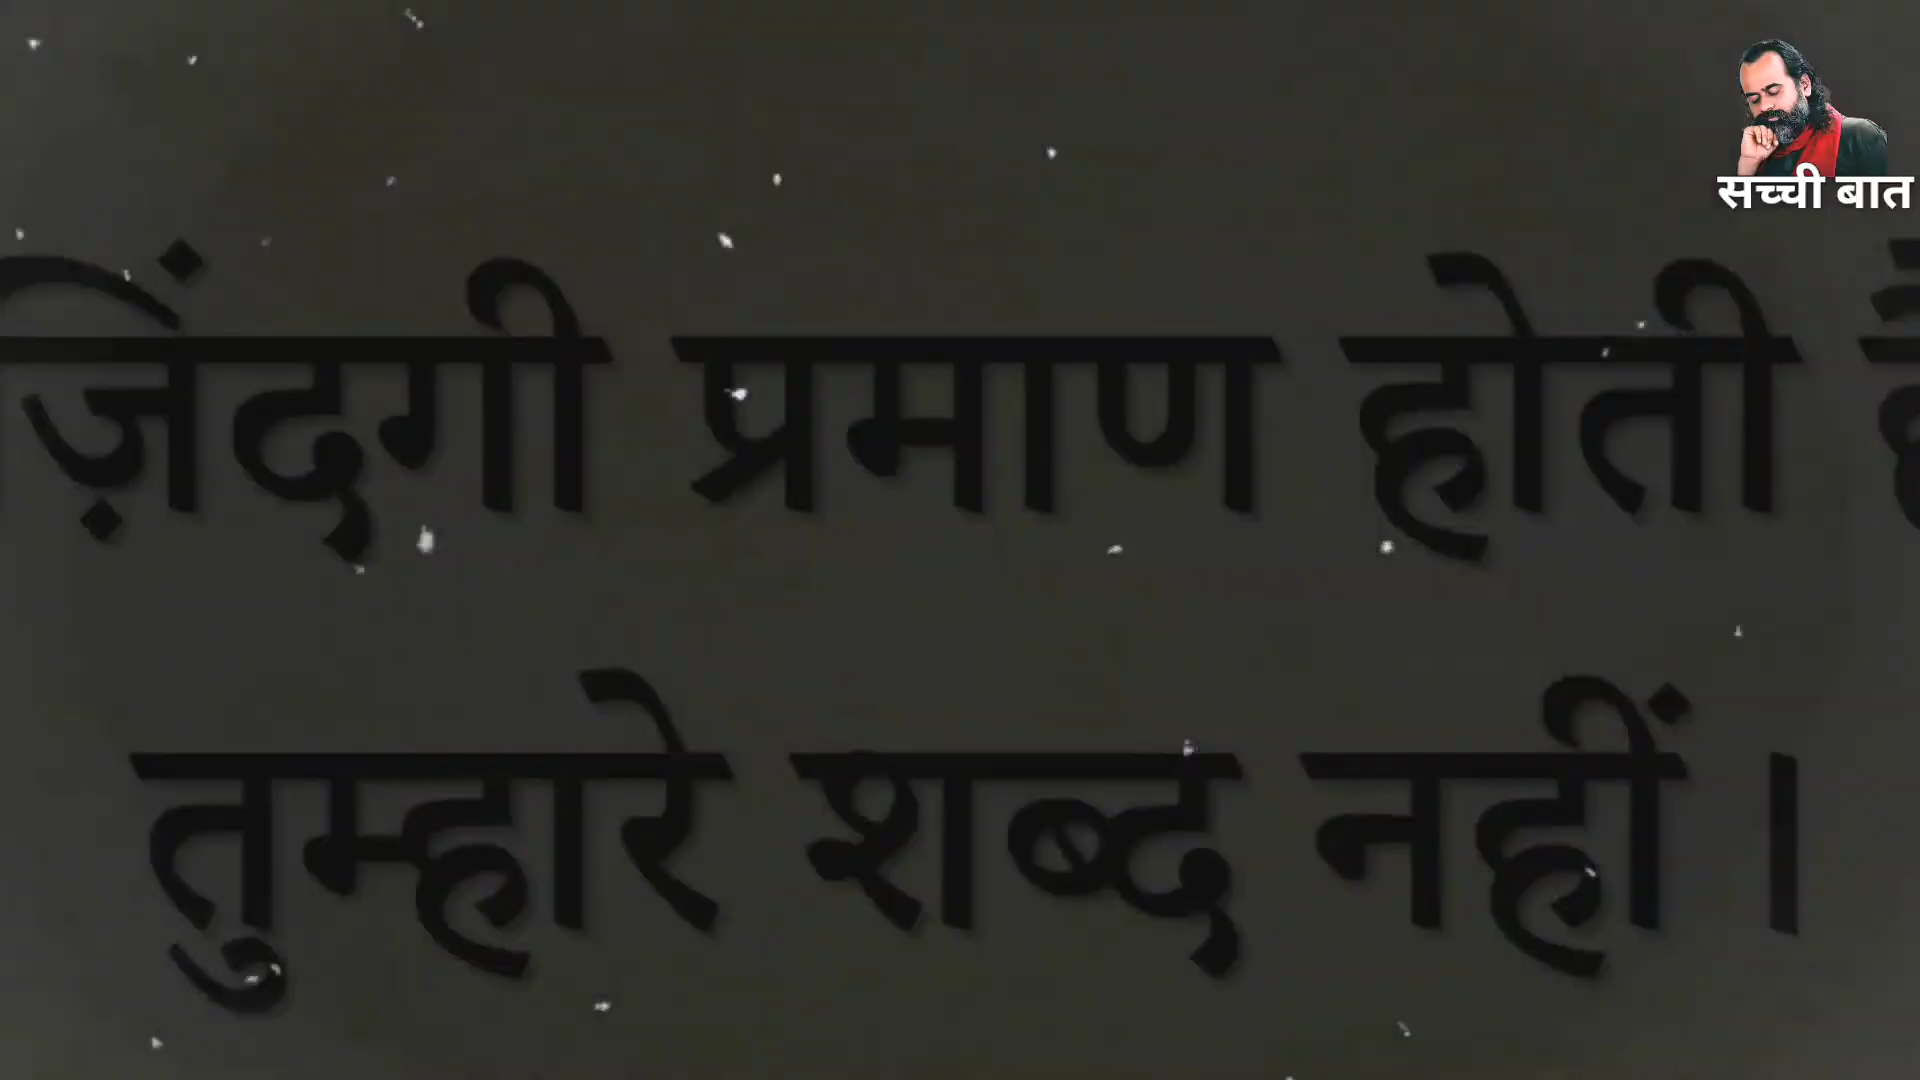 सच्ची बात
ज़िंदगी प्रमाण होती है
तुम्हारे शब्द नहीं ।